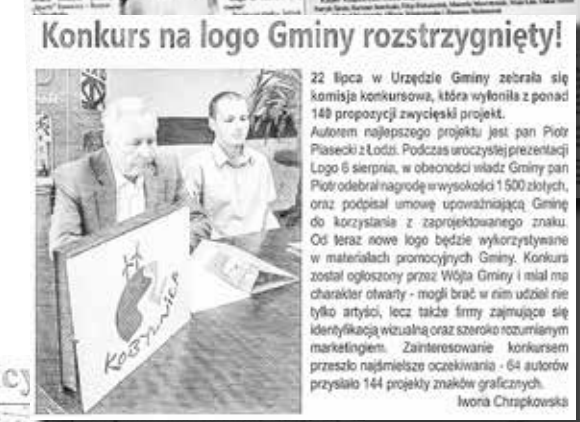 Konkurs na logo Gminy rozstrzygnięty!
22 lipca w Urzędzie Gminy zebrała się
komisja konkursowa, która wyłoniła z ponad
140 propozycji zwycięski projekt.
Autorem najlepszego projektu jest pan Piotr
Piasecki z Łodzi. Podczas uroczystej prezentacji
Logo 6 sierpnia, w obecności władz Gminy pan
Piotr odebrał nagrodę w wysokości 1 500 złotych,
oraz podpisał umowę upoważniającą Gminę
do korzystania z zaprojektowanego znaku.
Od teraz nowe logo będzie wykorzystywane
w materiałach promocyjnych Gminy. Konkurs
został ogłoszony przez Wójta Gminy i miał ma
charakter otwarty - mogli brać w nim udział nie
tylko artyści, lecz także firmy zajmujące się
identyfikacją wizualną oraz szeroko rozumianym
marketingiem. Zainteresowanie konkursem
przeszło najśmielsze oczekiwania - 64 autorów
przysłało 144 projekty znaków graficznych.
Iwona Chrapkowska
KOBYLNICA